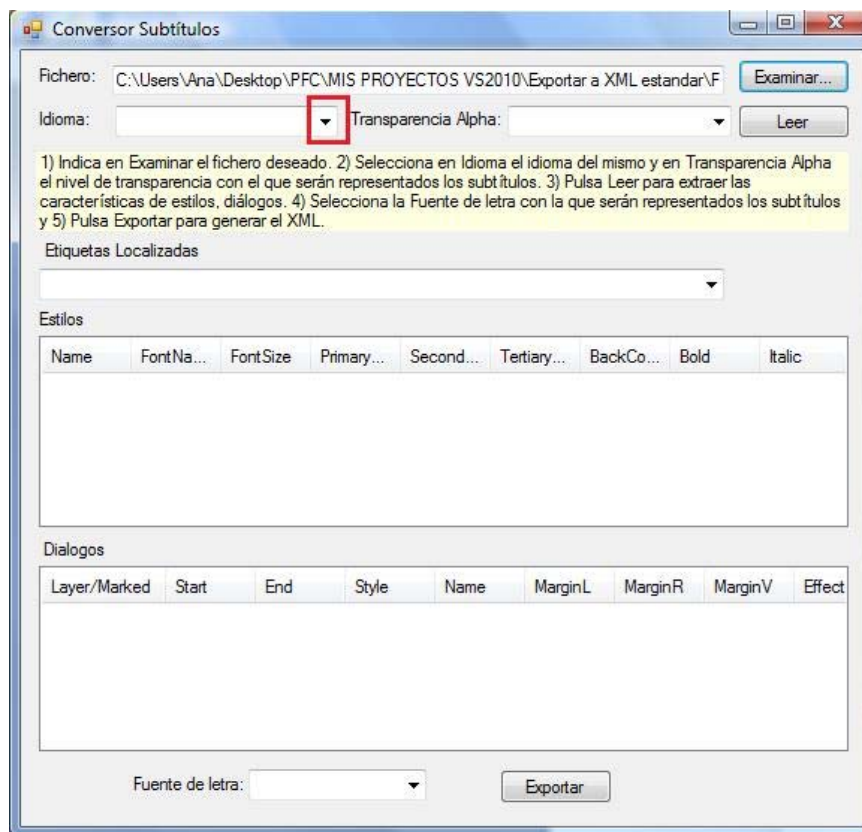 Conversor Subtítulos
Fichero: C:\Users\Ana\Desktop\PFC\MIS PROYECTOS VS2010\Exportar a XML estandar\F Examinar...
Idioma: Transparencia Alpha: Leer
1) Indica en Examinar el fichero deseado. 2) Selecciona en Idioma el idioma del mismo y en Transparencia Alpha
el nivel de transparencia con el que serán representados los subtítulos. 3) Pulsa Leer para extraer las
características de estilos, diálogos. 4) Selecciona la Fuente de letra con la que serán representados los subtítulos
y 5) Pulsa Exportar para generar el XML.
Etiquetas Localizadas
Estilos
Name FontNa... FontSize Primary... Second... Tertiary... BackCo... Bold Italic
Dialogos
Layer/Marked Start End Style Name MarginL MarginR MarginV Effect
Fuente de letra: Exportar